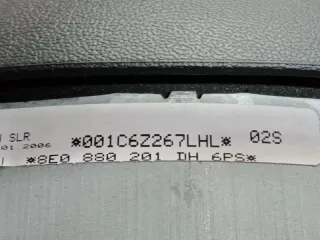 SLR
01.2006
*001C6Z267LHL* 02S
*8E0 880 201 DH 6PS*